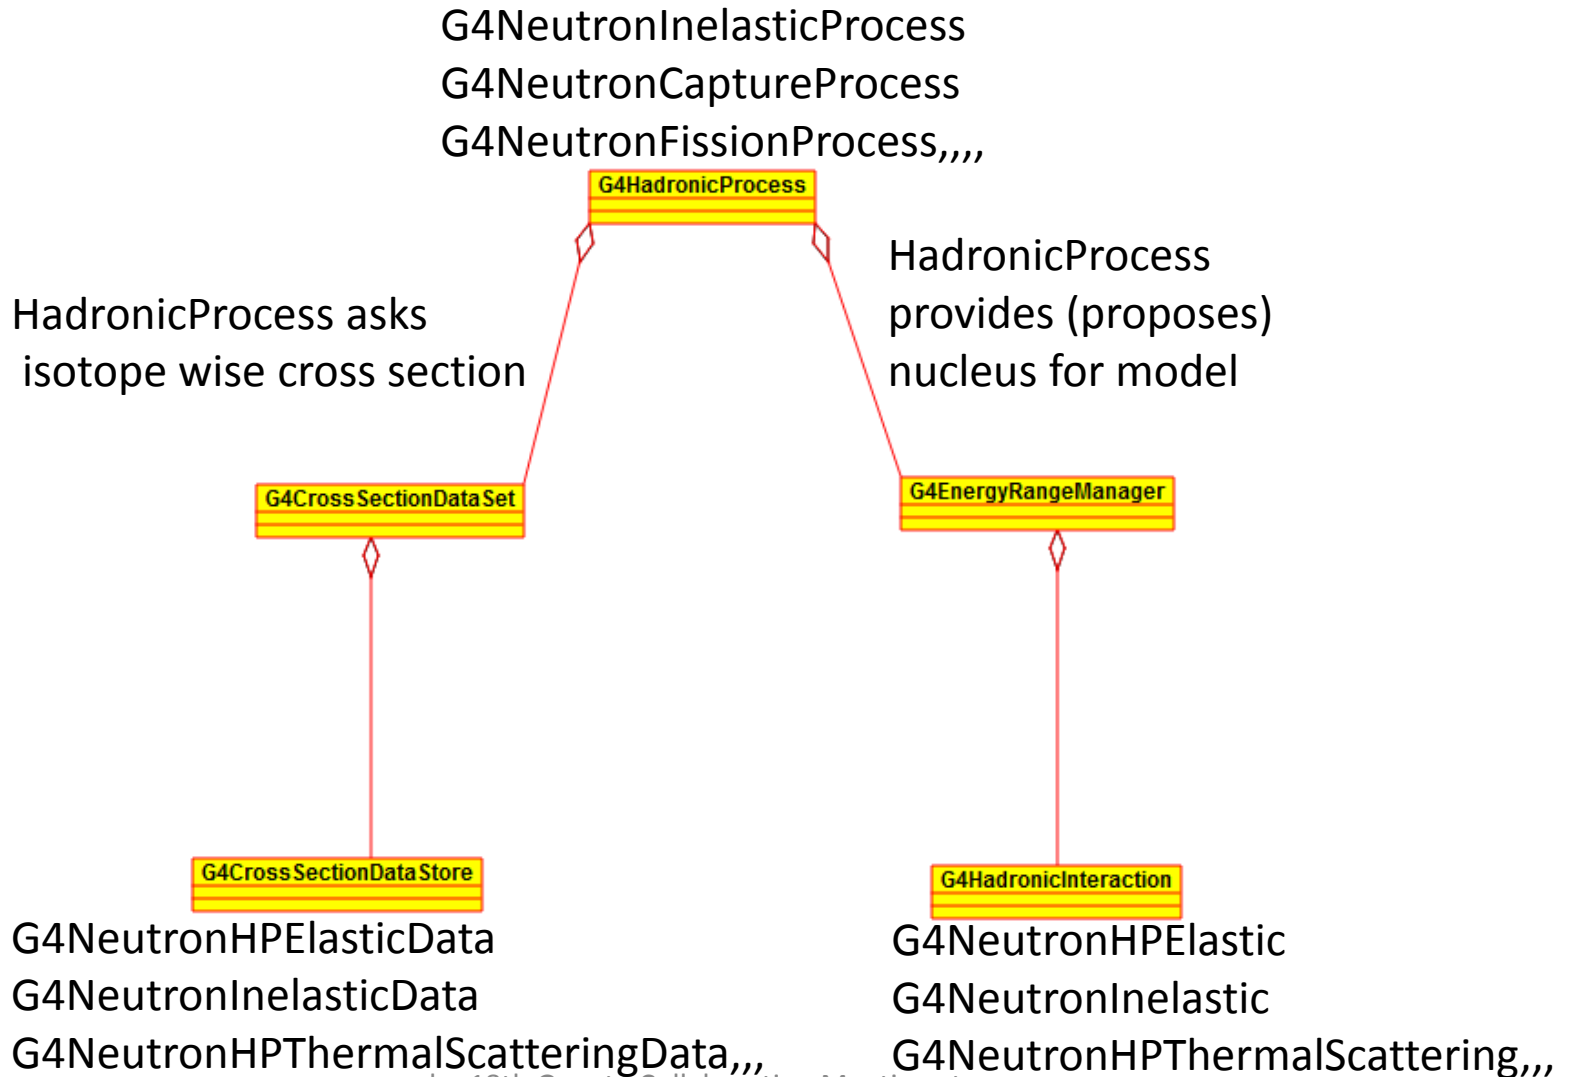 G4NeutronInelasticProcess
G4NeutronCaptureProcess
G4NeutronFissionProcess,,,,
G4HadronicProcess
HadronicProcess
provides (proposes)
nucleus for model
HadronicProcess asks
isotope wise cross section
G4CrossSectionDataSet
G4EnergyRangeManager
G4CrossSectionDataStore
G4HadronicInteraction
G4NeutronHPElasticData
G4NeutronInelasticData
G4NeutronHPThermalScatteringData,,,
G4NeutronHPElastic
G4NeutronInelastic
G4NeutronHPThermalScattering,,,